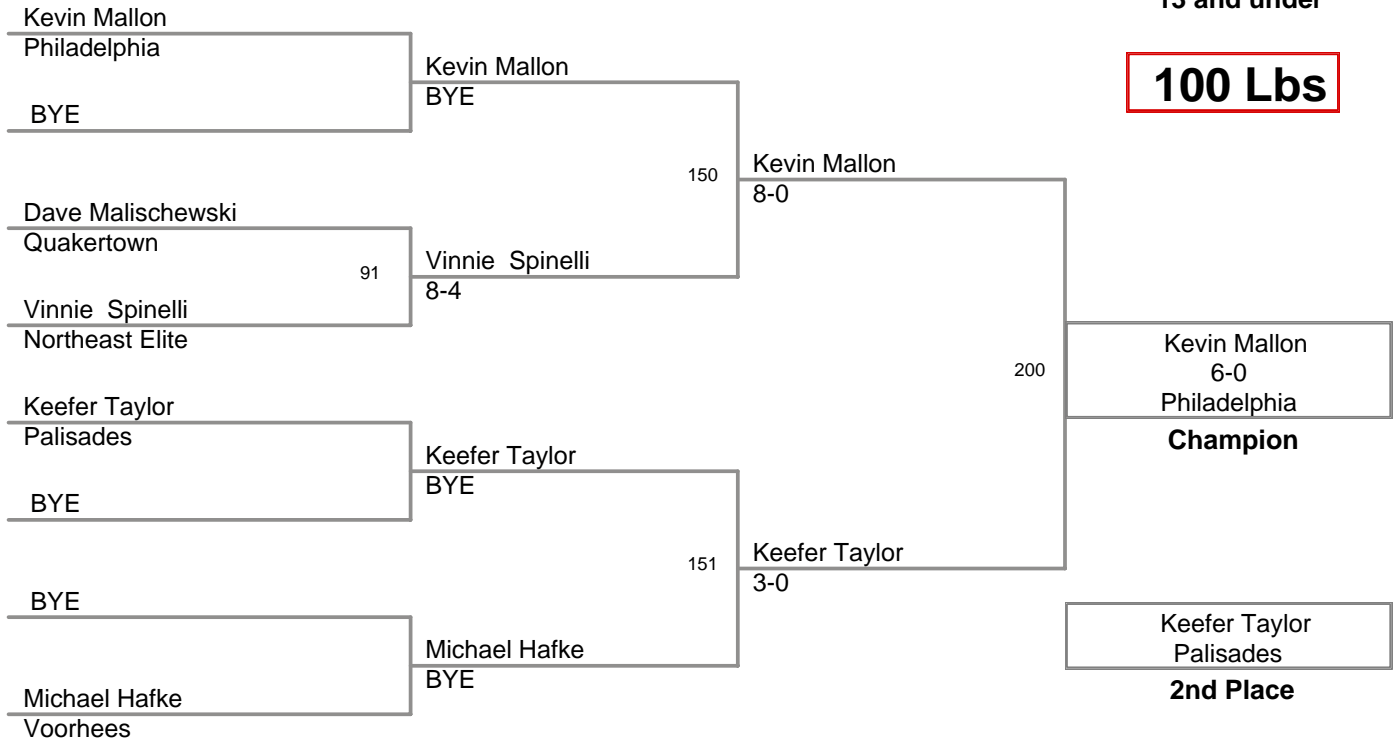 13 and under
100 Lbs
Kevin Mallon
Philadelphia
BYE
Dave Malischewski
Quakertown
91
Vinnie Spinelli
Northeast Elite
Keefer Taylor
Palisades
BYE
BYE
Michael Hafke
Voorhees
Kevin Mallon
BYE
150
Vinnie Spinelli
8-4
Keefer Taylor
BYE
151
Michael Hafke
BYE
Kevin Mallon
8-0
200
Keefer Taylor
3-0
Kevin Mallon
6-0
Philadelphia
Champion
Keefer Taylor
Palisades
2nd Place